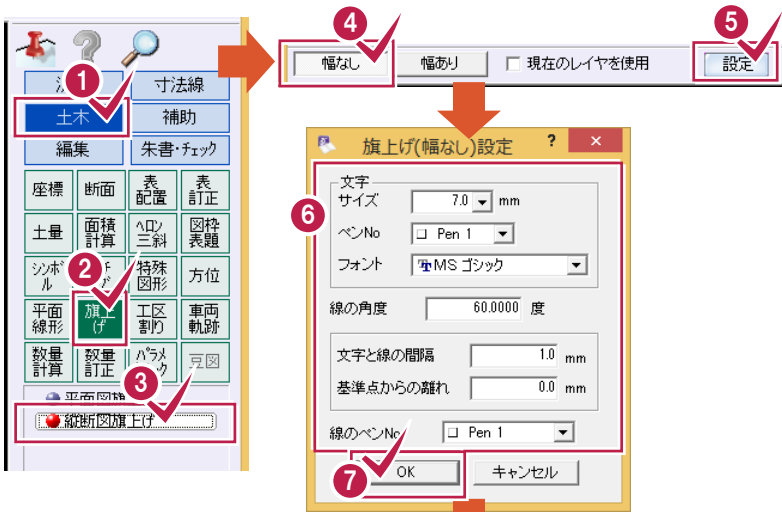 1
寸法線
土木
補助
編集
朱書・チェック
座標
断面
表
配置
表
訂正
土量
面積
計算
ヘロン
三斜
図枠
表題
シンボ
ル
2
特殊
図形
方位
平面
線形
旗上
げ
工区
割り
車両
軌跡
数量
計算
数量
訂正
豆図
3
縦断図旗上げ
4
5
幅なし
幅あり
現在のレイヤを使用
設定
旗上げ(幅なし)設定
?
×
6
文字
サイズ
7.0
mm
ペンNo
Pen 1
フォント
MS ゴシック
線の角度
60.0000
度
文字と線の間隔
1.0
mm
基準点からの離れ
0.0
mm
線のペンNo
Pen 1
7
OK
キャンセル